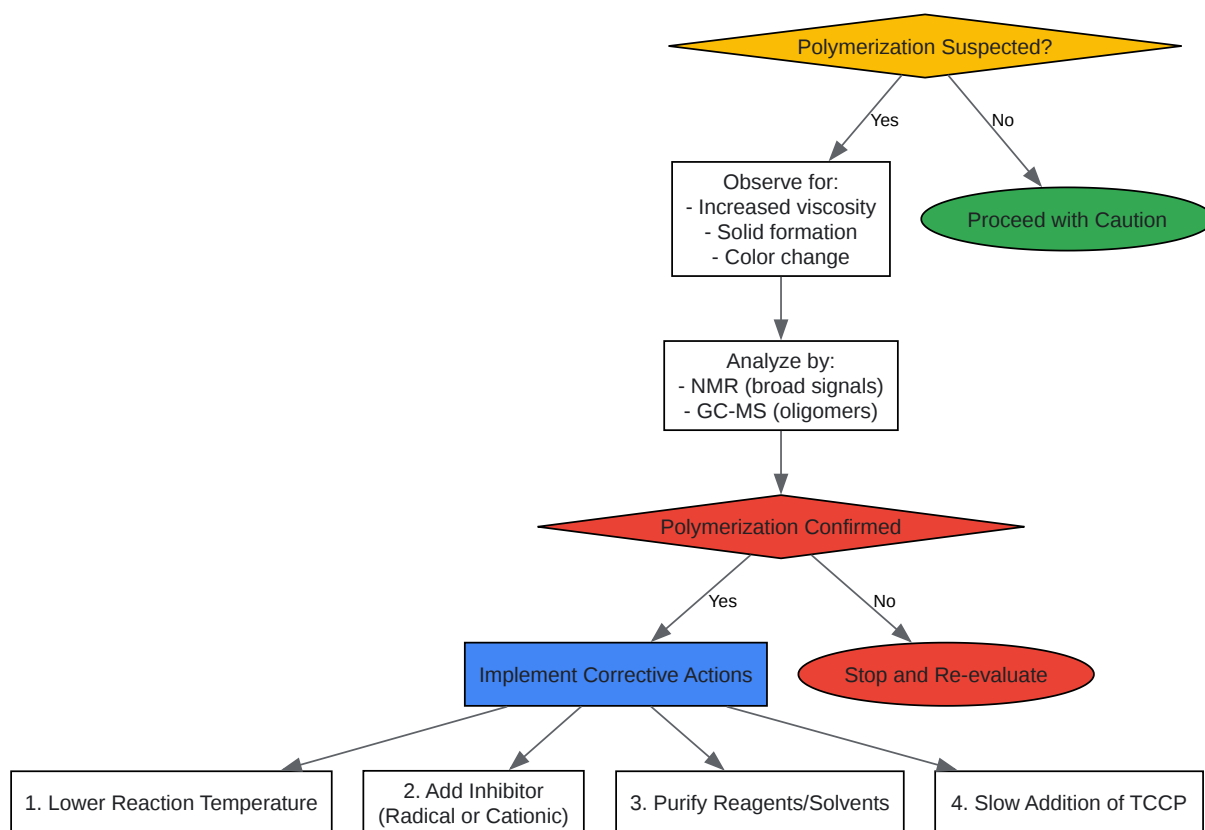 Polymerization Suspected?
Yes
No
Observe for:
- Increased viscosity
- Solid formation
- Color change
Proceed with Caution
Analyze by:
- NMR (broad signals)
- GC-MS (oligomers)
Polymerization Confirmed
Yes
No
Implement Corrective Actions
Stop and Re-evaluate
1. Lower Reaction Temperature
2. Add Inhibitor
(Radical or Cationic)
3. Purify Reagents/Solvents
4. Slow Addition of TCCP